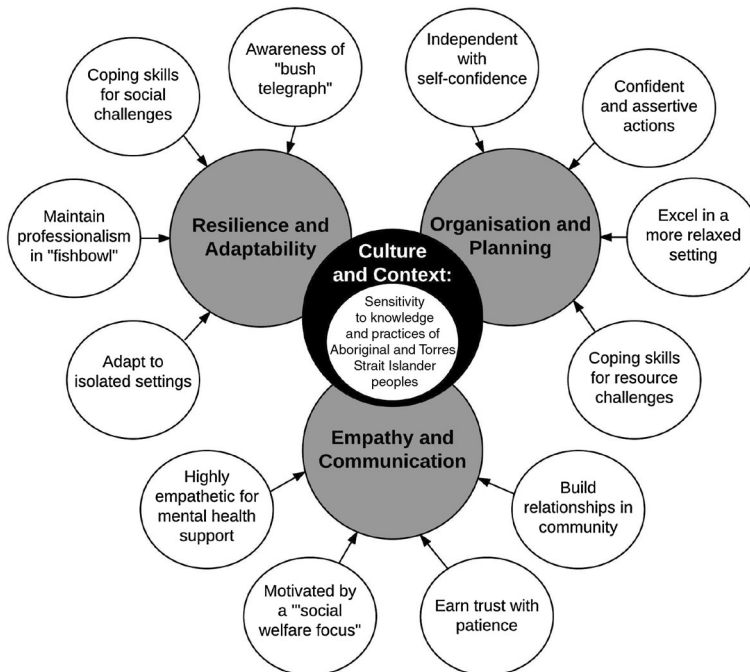 Awareness of
"bush
telegraph"
Independent
with
self-confidence
Coping skills
for social
challenges
Confident
and assertive
actions
Maintain
professionalism
in "fishbowl"
Resilience and
Adaptability
Organisation and
Planning
Excel in a
more relaxed
setting
Culture
and Context:
Sensitivity
to knowledge
and practices of
Aboriginal and Torres
Strait Islander
peoples
Adapt to
isolated settings
Coping skills
for resource
challenges
Empathy and
Communication
Highly
empathetic for
mental health
support
Build
relationships in
community
Motivated by
a '"social
welfare focus"
Earn trust with
patience